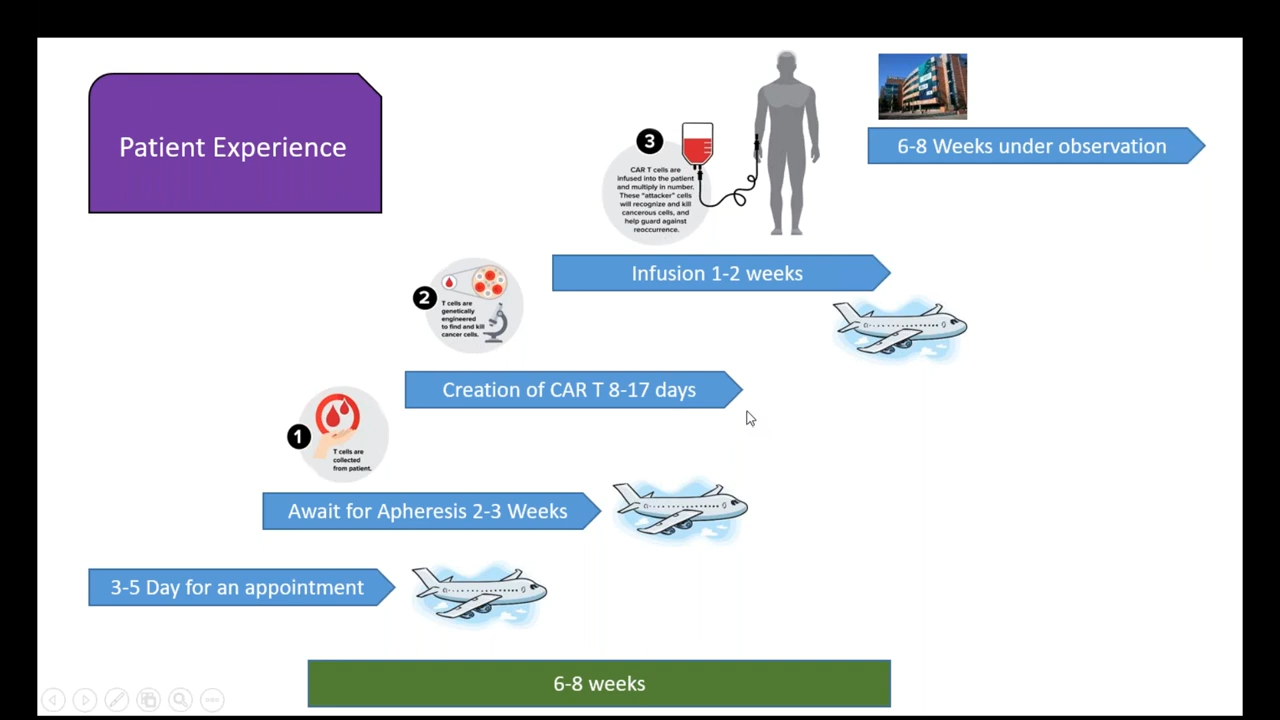 Patient Experience
3
CAR T cells are
infused into the patient
and multiply in number.
These "attacker" cells
will recognize and kill
cancerous cells, and
help guard against
reoccurrence.
6-8 Weeks under observation
Infusion 1-2 weeks
2
T cells are
genetically
engineered
to find and kill
cancer cells.
Creation of CAR T 8-17 days
1
T cells are
collected
from patient.
Await for Apheresis 2-3 Weeks
3-5 Day for an appointment
6-8 weeks